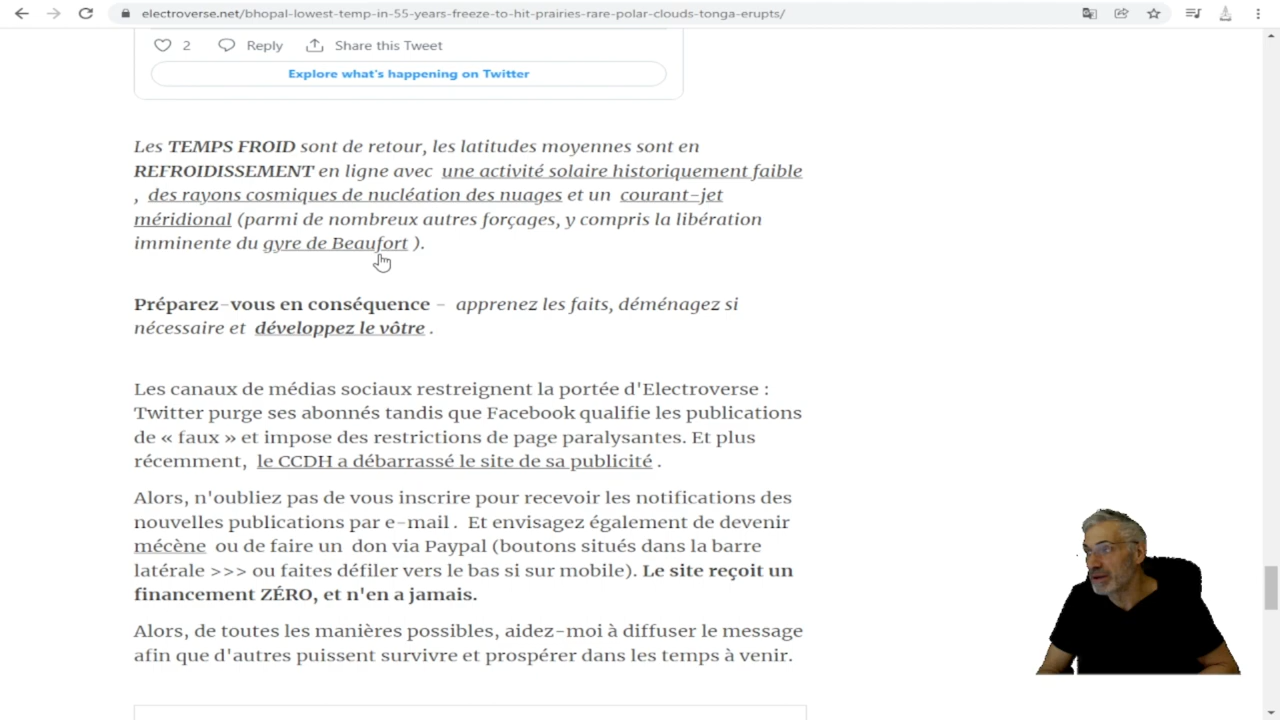 electroverse.net/bhopal-lowest-temp-in-55-years-freeze-to-hit-prairies-rare-polar-clouds-tonga-erupts/
2 Reply Share this Tweet
Explore what's happening on Twitter
Les TEMPS FROID sont de retour, les latitudes moyennes sont en
REFROIDISSEMENT en ligne avec une activité solaire historiquement faible
, des rayons cosmiques de nucléation des nuages et un courant-jet
méridional (parmi de nombreux autres forçages, y compris la libération
imminente du gyre de Beaufort ).
Préparez-vous en conséquence - apprenez les faits, déménagez si
nécessaire et développez le vôtre .
Les canaux de médias sociaux restreignent la portée d'Electroverse :
Twitter purge ses abonnés tandis que Facebook qualifie les publications
de « faux » et impose des restrictions de page paralysantes. Et plus
récemment, le CCDH a débarrassé le site de sa publicité .
Alors, n'oubliez pas de vous inscrire pour recevoir les notifications des
nouvelles publications par e-mail . Et envisagez également de devenir
mécène ou de faire un don via Paypal (boutons situés dans la barre
latérale >>> ou faites défiler vers le bas si sur mobile). Le site reçoit un
financement ZÉRO, et n'en a jamais.
Alors, de toutes les manières possibles, aidez-moi à diffuser le message
afin que d'autres puissent survivre et prospérer dans les temps à venir.